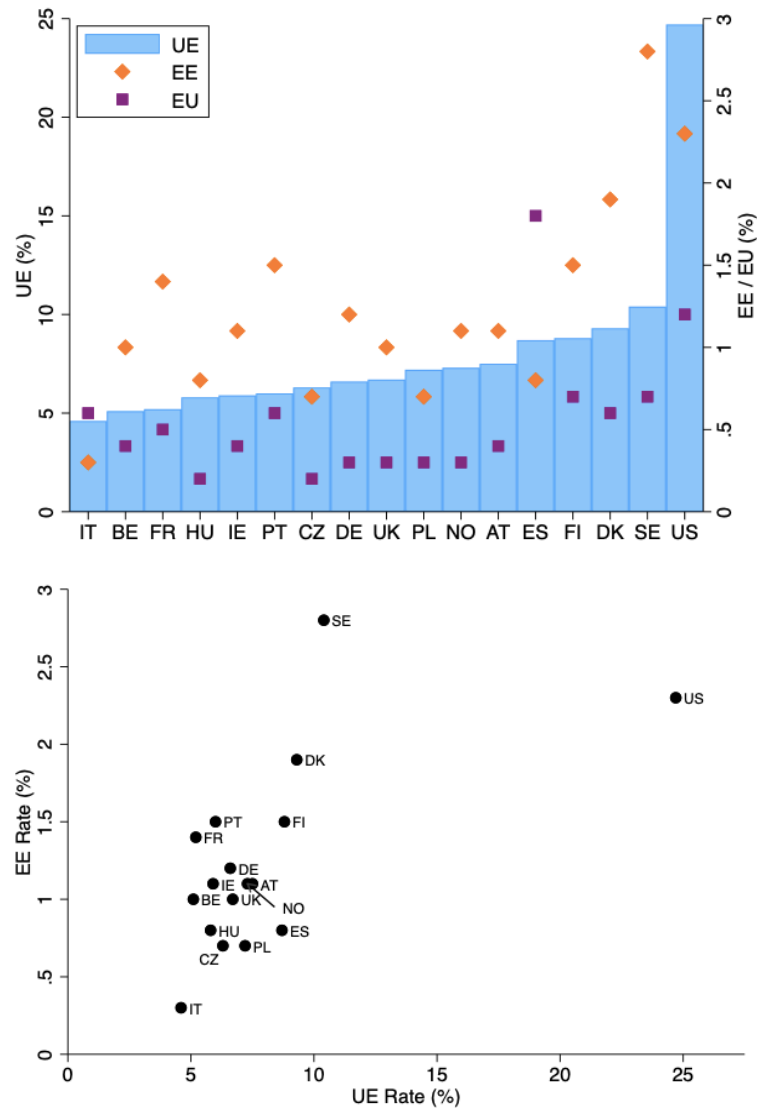 25
20
15
10
5
0
UE (%)
UE
EE
EU
3
2.5
2
1.5
1
.5
0
EE / EU (%)
IT BE FR HU IE PT CZ DE UK PL NO AT ES FI DK SE US
3
2.5
2
1.5
1
.5
0
EE Rate (%)
SE
US
DK
PT
FI
FR
DE
IE
AT
BE
UK
NO
HU
ES
CZ
PL
IT
0 5 10 15 20 25
UE Rate (%)